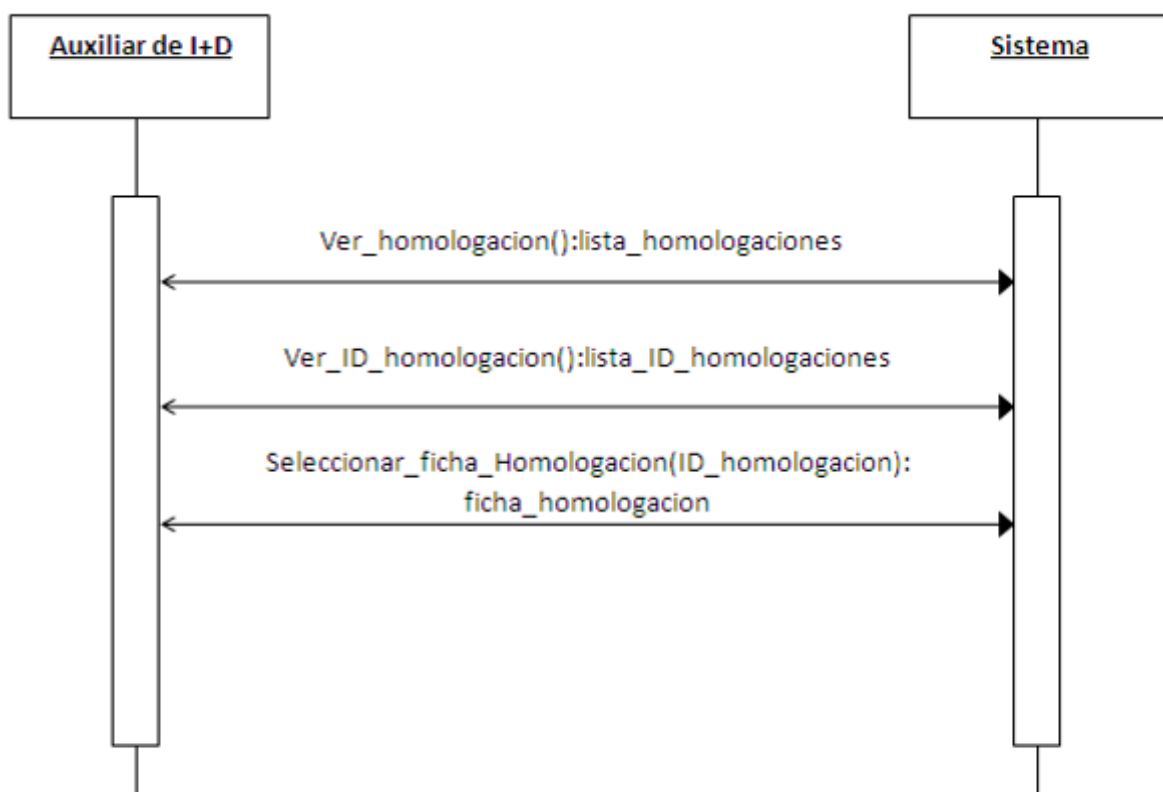 Auxiliar de I+D
Sistema
Ver_homologacion():lista_homologaciones
Ver_ID_homologacion():lista_ID_homologaciones
Seleccionar_ficha_Homologacion(ID_homologacion):
ficha_homologacion